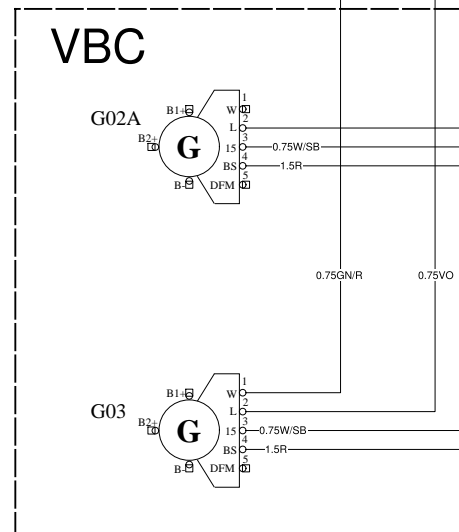 VBC
1
B1+
W
G02A
2
L
B2+
3
G
15
0.75W/SB
4
BS
1.5R
5
B-
DFM
0.75GN/R
0.75VO
1
B1+
W
2
G03
L
B2+
3
G
15
0.75W/SB
4
BS
1.5R
5
B-
DFM